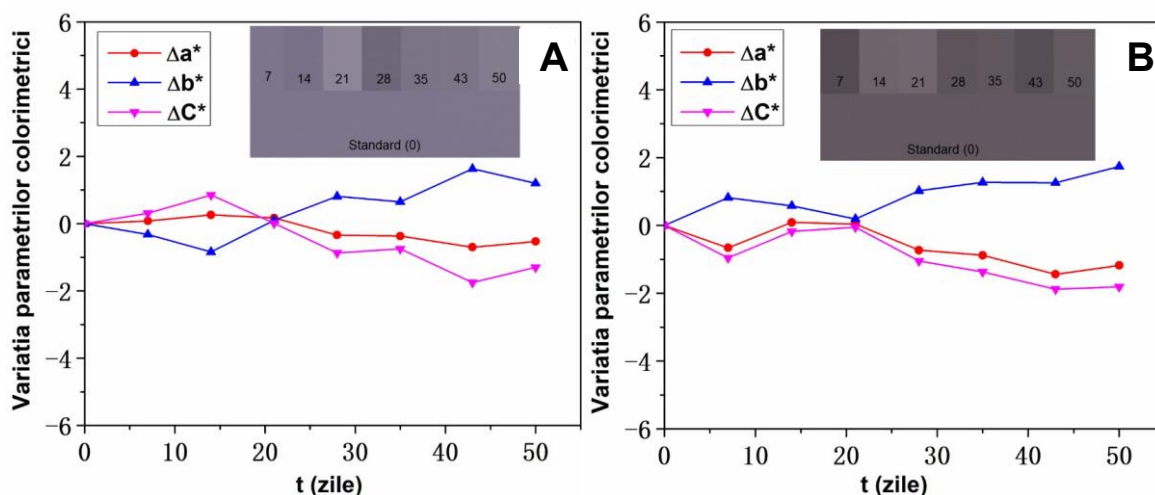 A
Δa*
Δb*
ΔC*
7 14 21 28 35 43 50
Standard (0)
6
4
2
0
-2
-4
-6
0 10 20 30 40 50
Variatia parametrilor colorimetrici
t (zile)
B
Δa*
Δb*
ΔC*
7 14 21 28 35 43 50
Standard (0)
6
4
2
0
-2
-4
-6
0 10 20 30 40 50
Variatia parametrilor colorimetrici
t (zile)